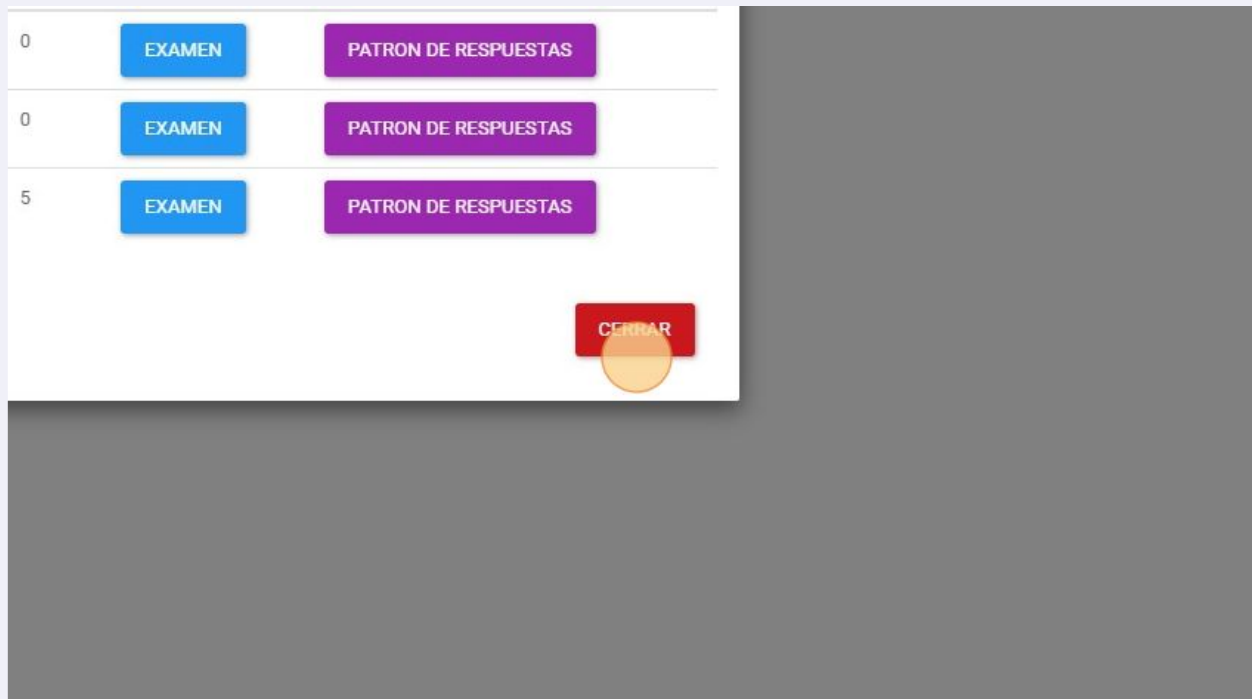 0 EXAMEN PATRON DE RESPUESTAS
0 EXAMEN PATRON DE RESPUESTAS
5 EXAMEN PATRON DE RESPUESTAS
CERRAR